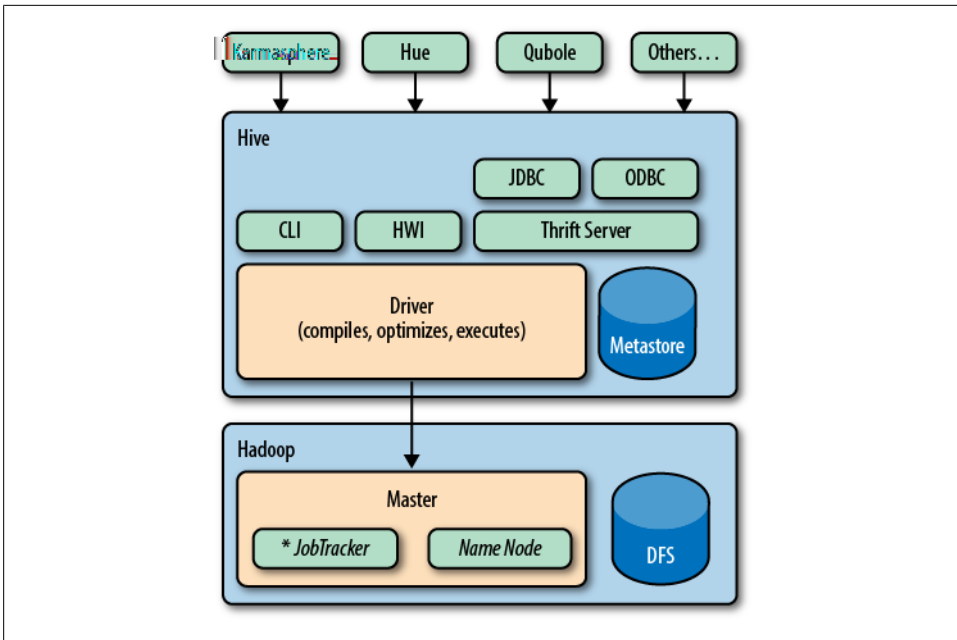 Karmasphere
Hue
Qubole
Others...
Hive
JDBC
ODBC
CLI
HWI
Thrift Server
Driver
(compiles, optimizes, executes)
Metastore
Hadoop
Master
* JobTracker
Name Node
DFS